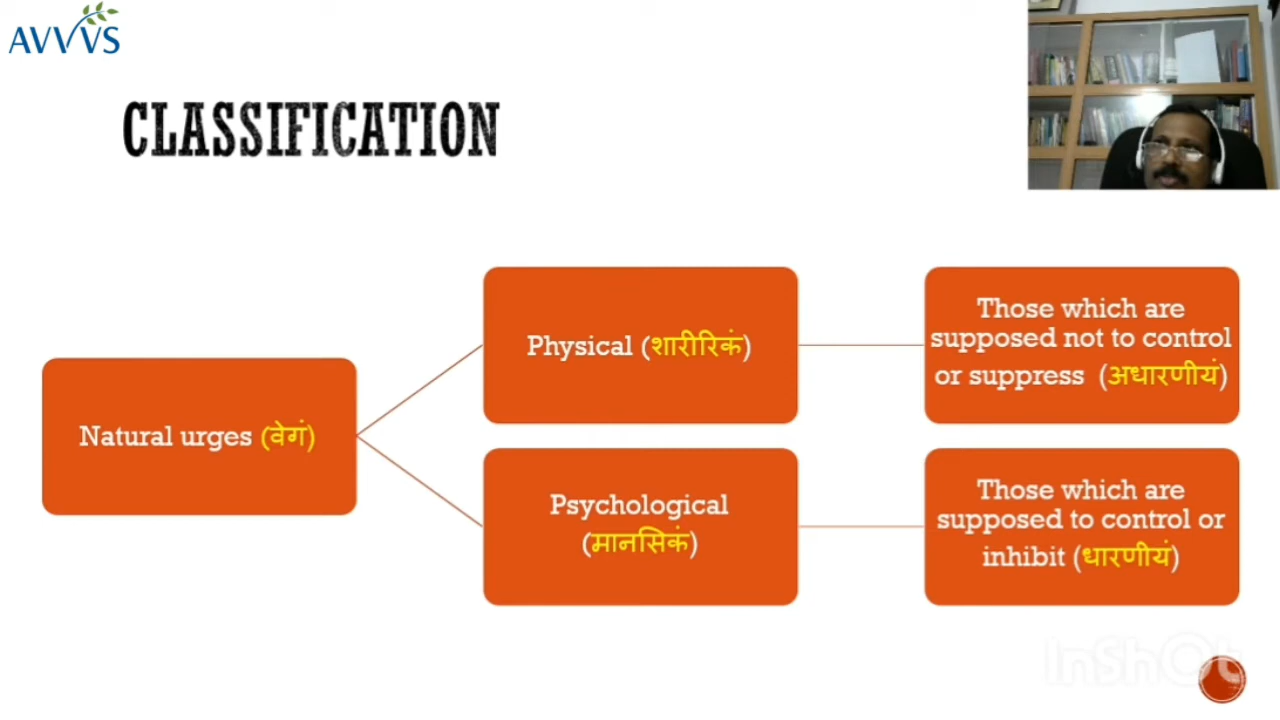 AVVVS
CLASSIFICATION
Natural urges (वेगं)
Physical (शारीरिकं)
Those which are
supposed not to control
or suppress (अधारणीयं)
Psychological
(मानसिकं)
Those which are
supposed to control or
inhibit (धारणीयं)
InShOt